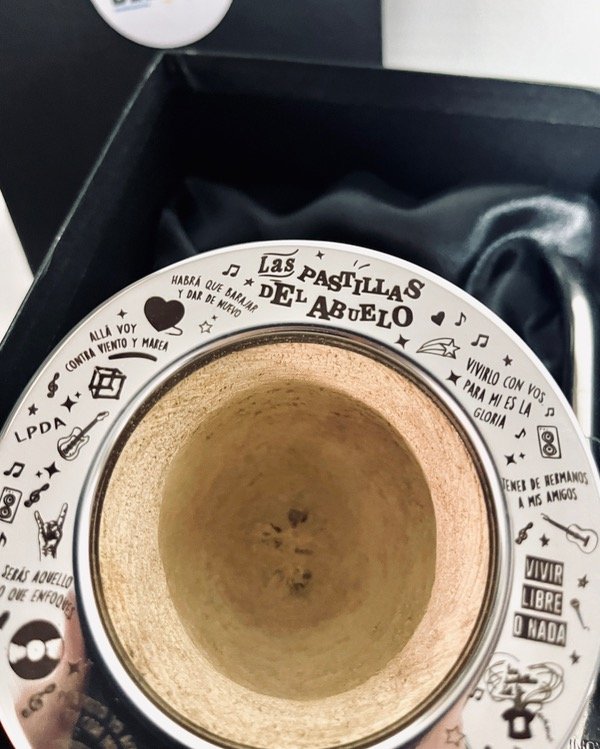 Las PASTILLAS
DEL ABUELO
HABRÁ QUE BARAJAR
Y DAR DE NUEVO
ALLÁ VOY
CONTRA VIENTO Y MAREA
LPDA
SERÁS AQUELLO
O QUE ENFOQUES
VIVIRLO CON VOS
PARA MI ES LA
GLORIA
TENER DE HERMANOS
A MIS AMIGOS
VIVIR
LIBRE
O NADA